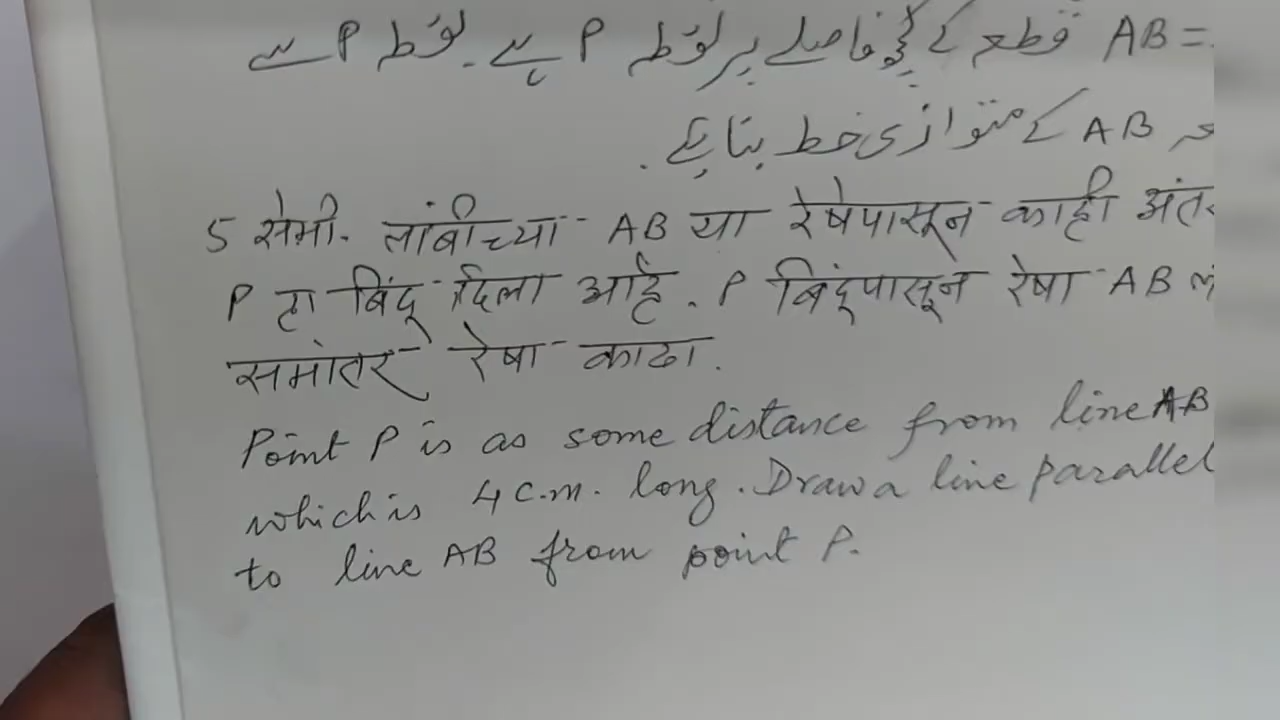 AB = قطعہ کے کچھ فاصلے پر نقطہ P ہے۔ نقطہ P سے
AB کے متوازی خط بنائیے۔
5 सेमी. लांबीच्या AB या रेषेपासून काही अंत
P हा बिंदू दिला आहे. P बिंदूपासून रेषा AB ल
समांतर रेषा काढा.
Point P is as some distance from line AB
which is 4 c.m. long. Draw a line parallel
to line AB from point P.